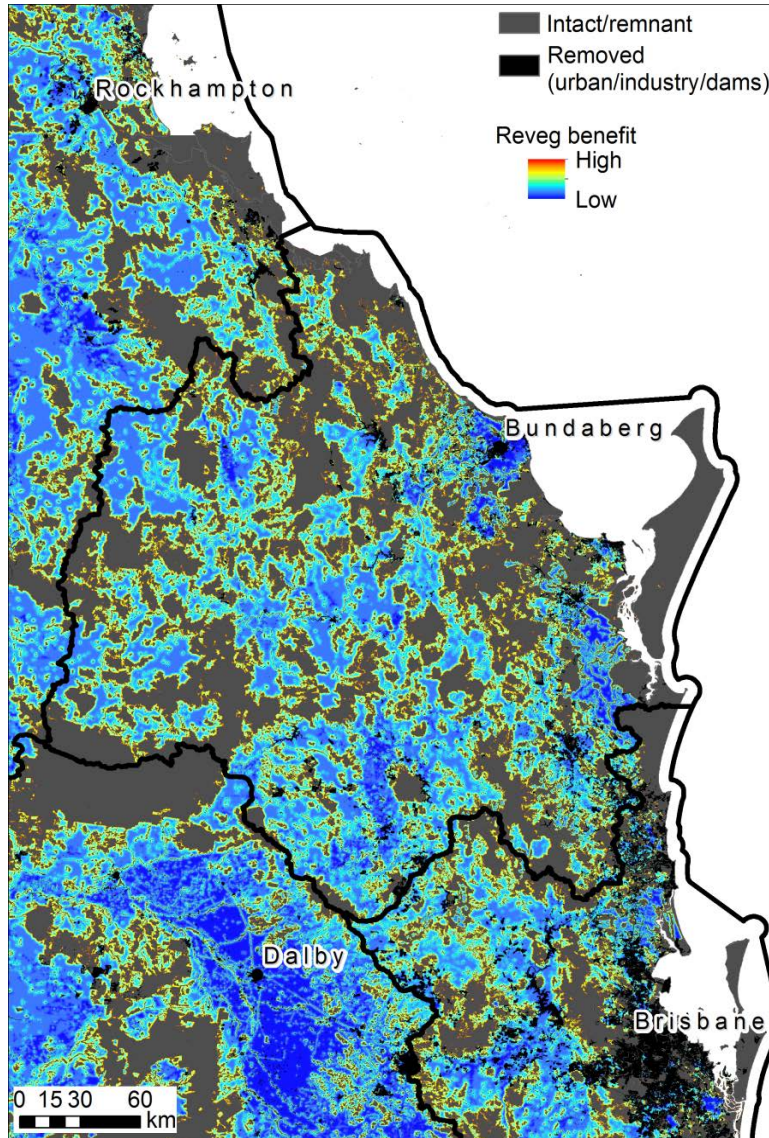 Intact/remnant
Removed
(urban/industry/dams)
Reveg benefit
High
Low
Rockhampton
Bundaberg
Dalby
Brisbane
0 15 30 60
km